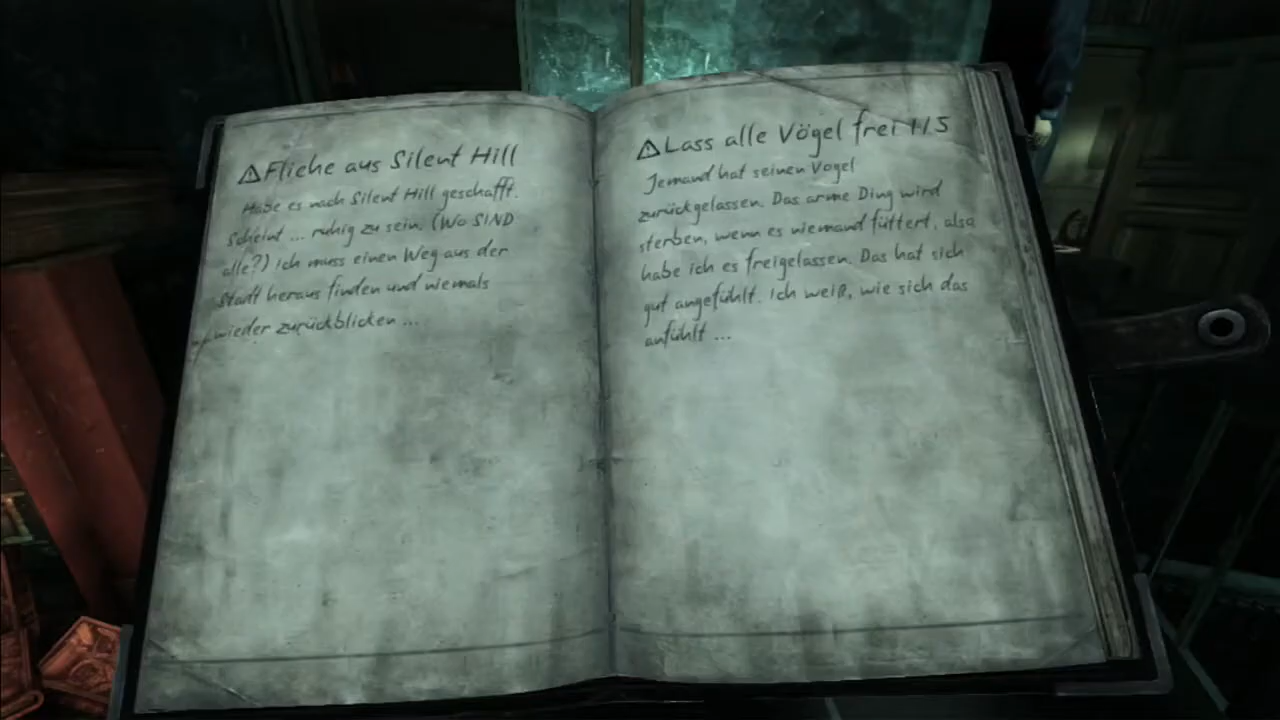 Fliehe aus Silent Hill
Habe es nach Silent Hill geschafft.
Scheint ... ruhig zu sein. (Wo SIND
alle?) Ich muss einen Weg aus der
Stadt heraus finden und niemals
wieder zurückblicken ...
Lass alle Vögel frei 1/5
Jemand hat seinen Vogel
zurückgelassen. Das arme Ding wird
sterben, wenn es niemand füttert, also
habe ich es freigelassen. Das hat sich
gut angefühlt. Ich weiß, wie sich das
anfühlt ...